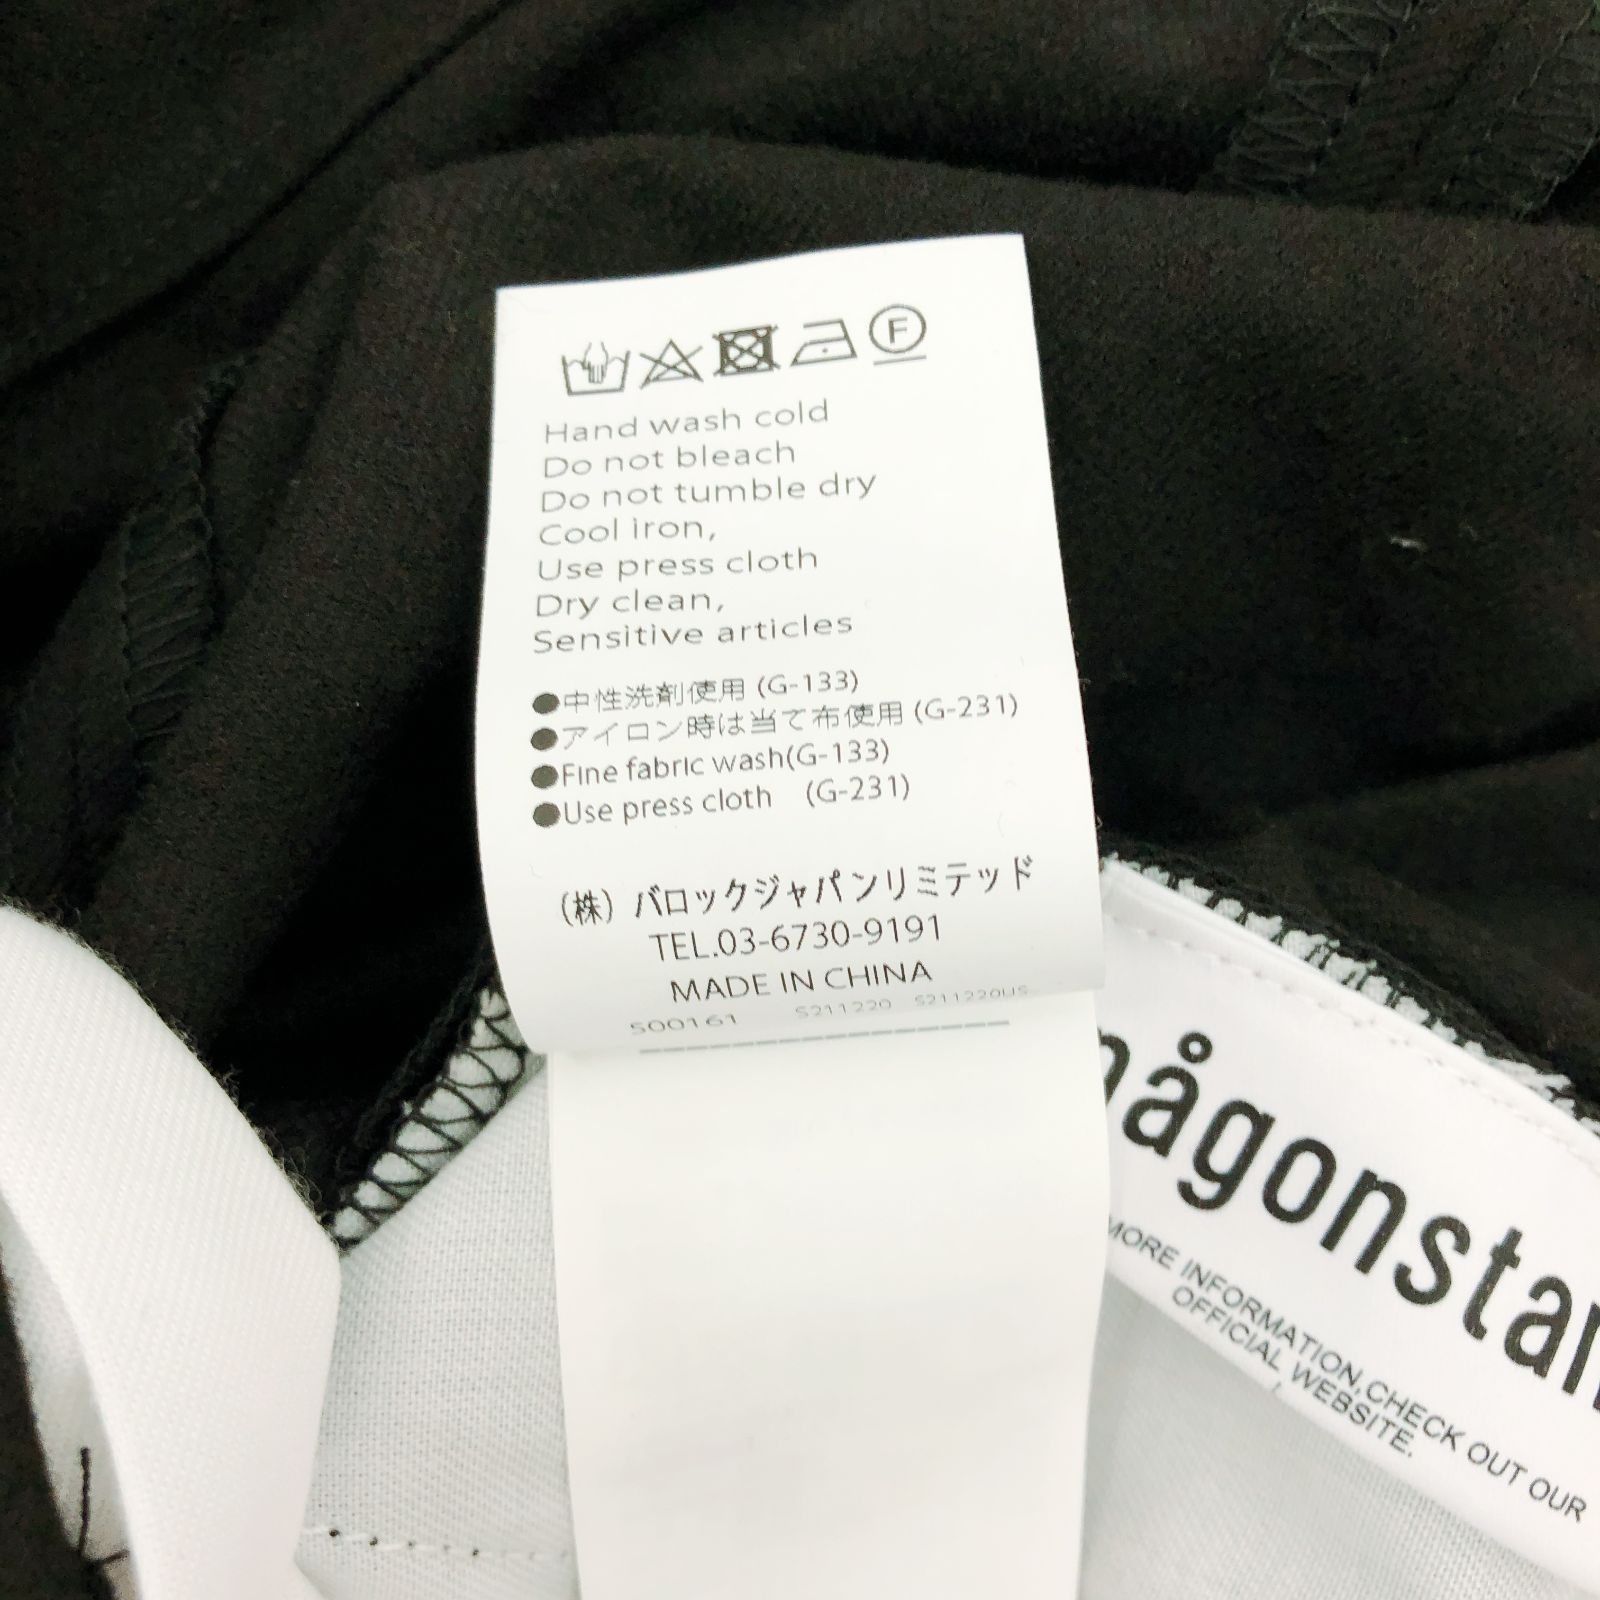 F
Hand wash cold
Do not bleach
Do not tumble dry
Cool iron,
Use press cloth
Dry clean,
Sensitive articles
●中性洗剤使用 (G-133)
●アイロン時は当て布使用 (G-231)
●Fine fabric wash(G-133)
●Use press cloth (G-231)
(株) バロックジャパンリミテッド
TEL.03-6730-9191
MADE IN CHINA
500161 S211220 S211220US
någonstan
MORE INFORMATION,CHECK OUT OUR
OFFICIAL WEBSITE.